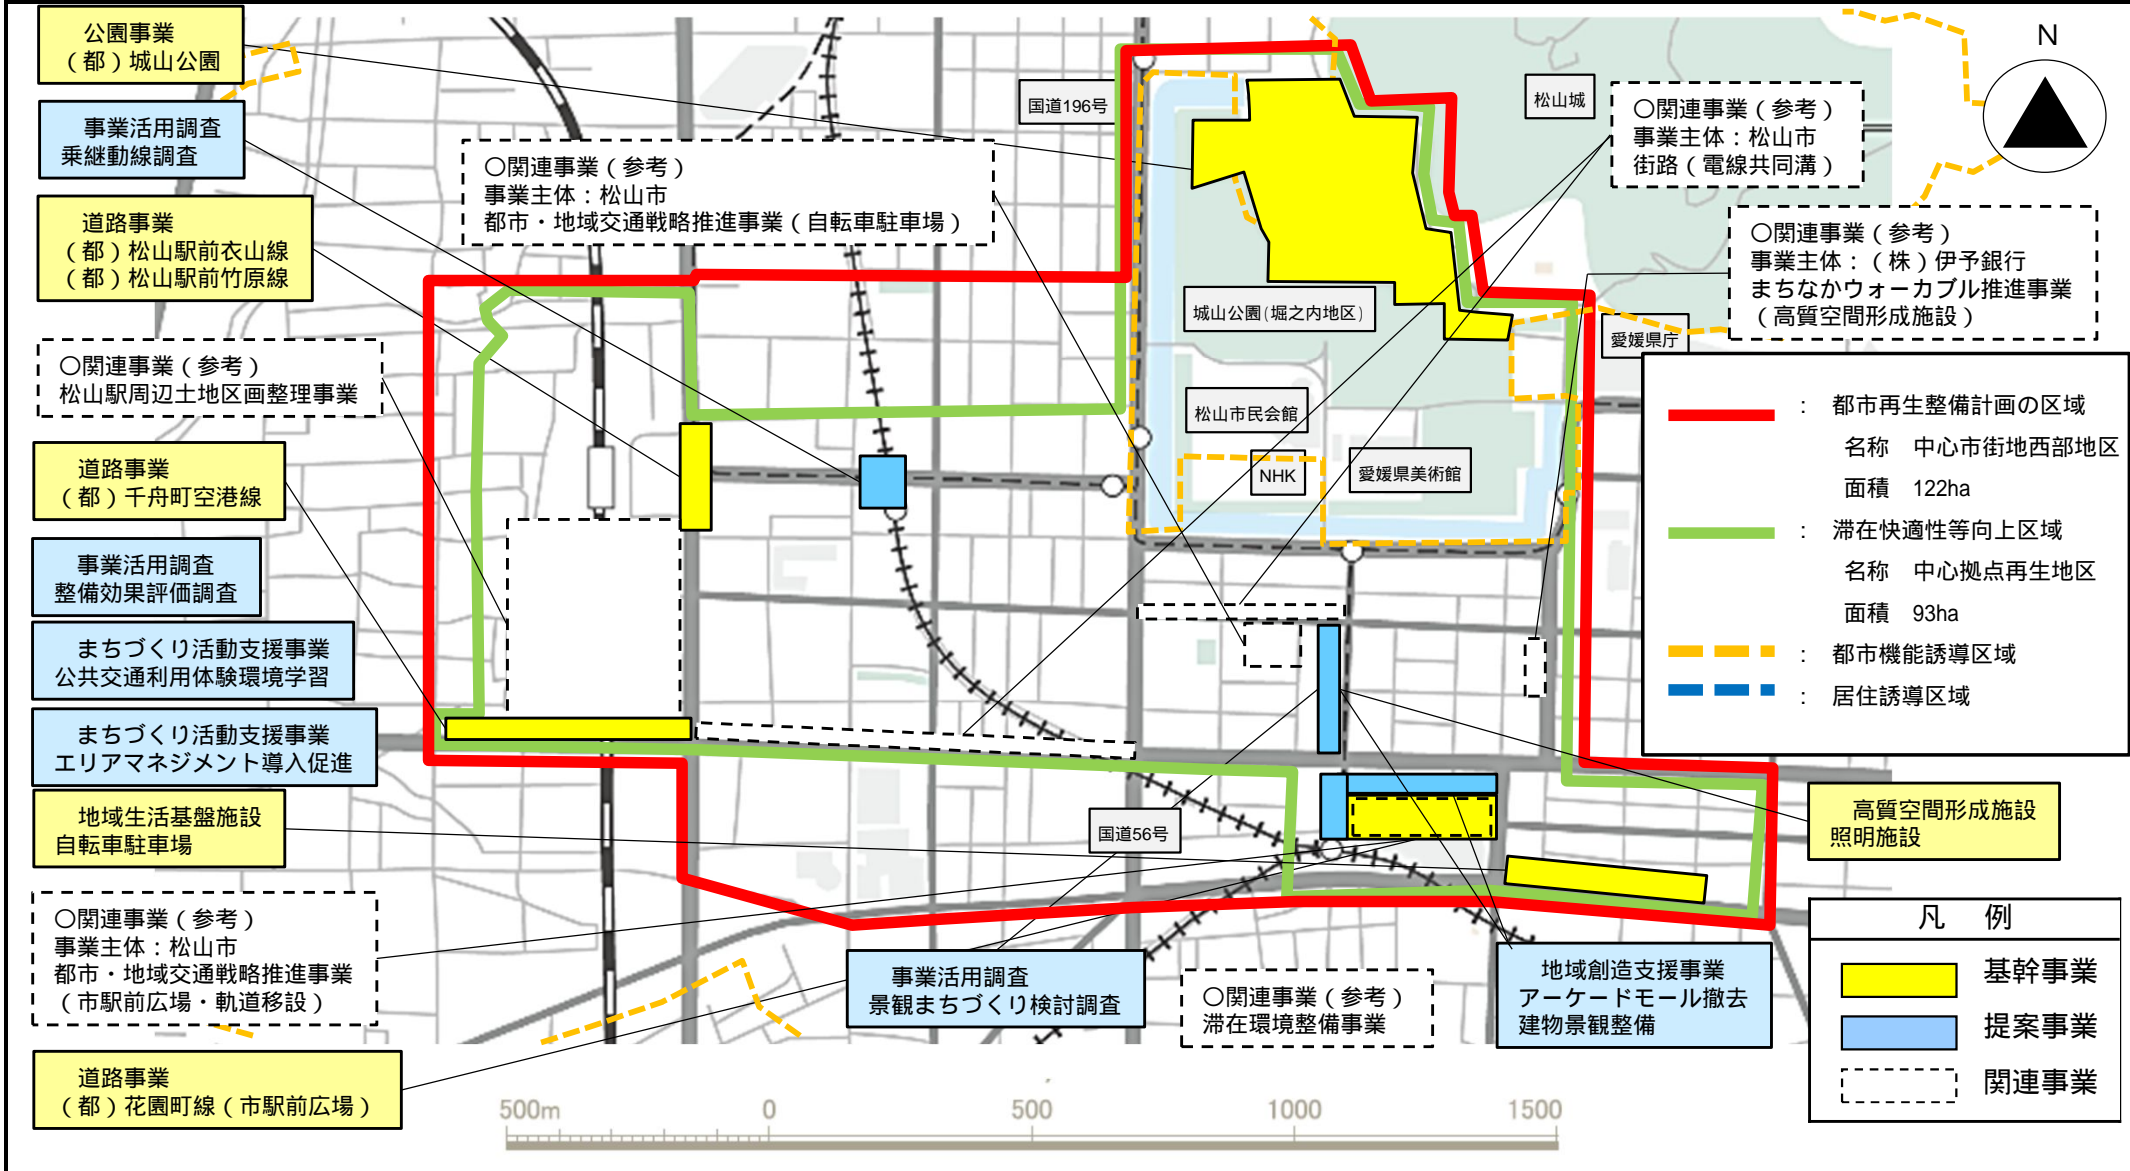 公園事業
（都）城山公園
事業活用調査
乗継動線調査
道路事業
（都）松山駅前衣山線
（都）松山駅前竹原線
〇関連事業（参考）
松山駅周辺土地区画整理事業
道路事業
（都）千舟町空港線
事業活用調査
整備効果評価調査
まちづくり活動支援事業
公共交通利用体験環境学習
まちづくり活動支援事業
エリアマネジメント導入促進
地域生活基盤施設
自転車駐車場
〇関連事業（参考）
事業主体：松山市
都市・地域交通戦略推進事業
（市駅前広場・軌道移設）
道路事業
（都）花園町線（市駅前広場）
〇関連事業（参考）
事業主体：松山市
都市・地域交通戦略推進事業（自転車駐車場）
国道196号
松山城
〇関連事業（参考）
事業主体：松山市
街路（電線共同溝）
N
〇関連事業（参考）
事業主体：（株）伊予銀行
まちなかウォーカブル推進事業
（高質空間形成施設）
城山公園（堀之内地区）
愛媛県庁
松山市民会館
NHK
愛媛県美術館
：都市再生整備計画の区域
名称　中心市街地西部地区
面積　122ha
：滞在快適性等向上区域
名称　中心拠点再生地区
面積　93ha
：都市機能誘導区域
：居住誘導区域
国道56号
高質空間形成施設
照明施設
事業活用調査
景観まちづくり検討調査
〇関連事業（参考）
滞在環境整備事業
地域創造支援事業
アーケードモール撤去
建物景観整備
凡　例
基幹事業
提案事業
関連事業
500m 0 500 1000 1500